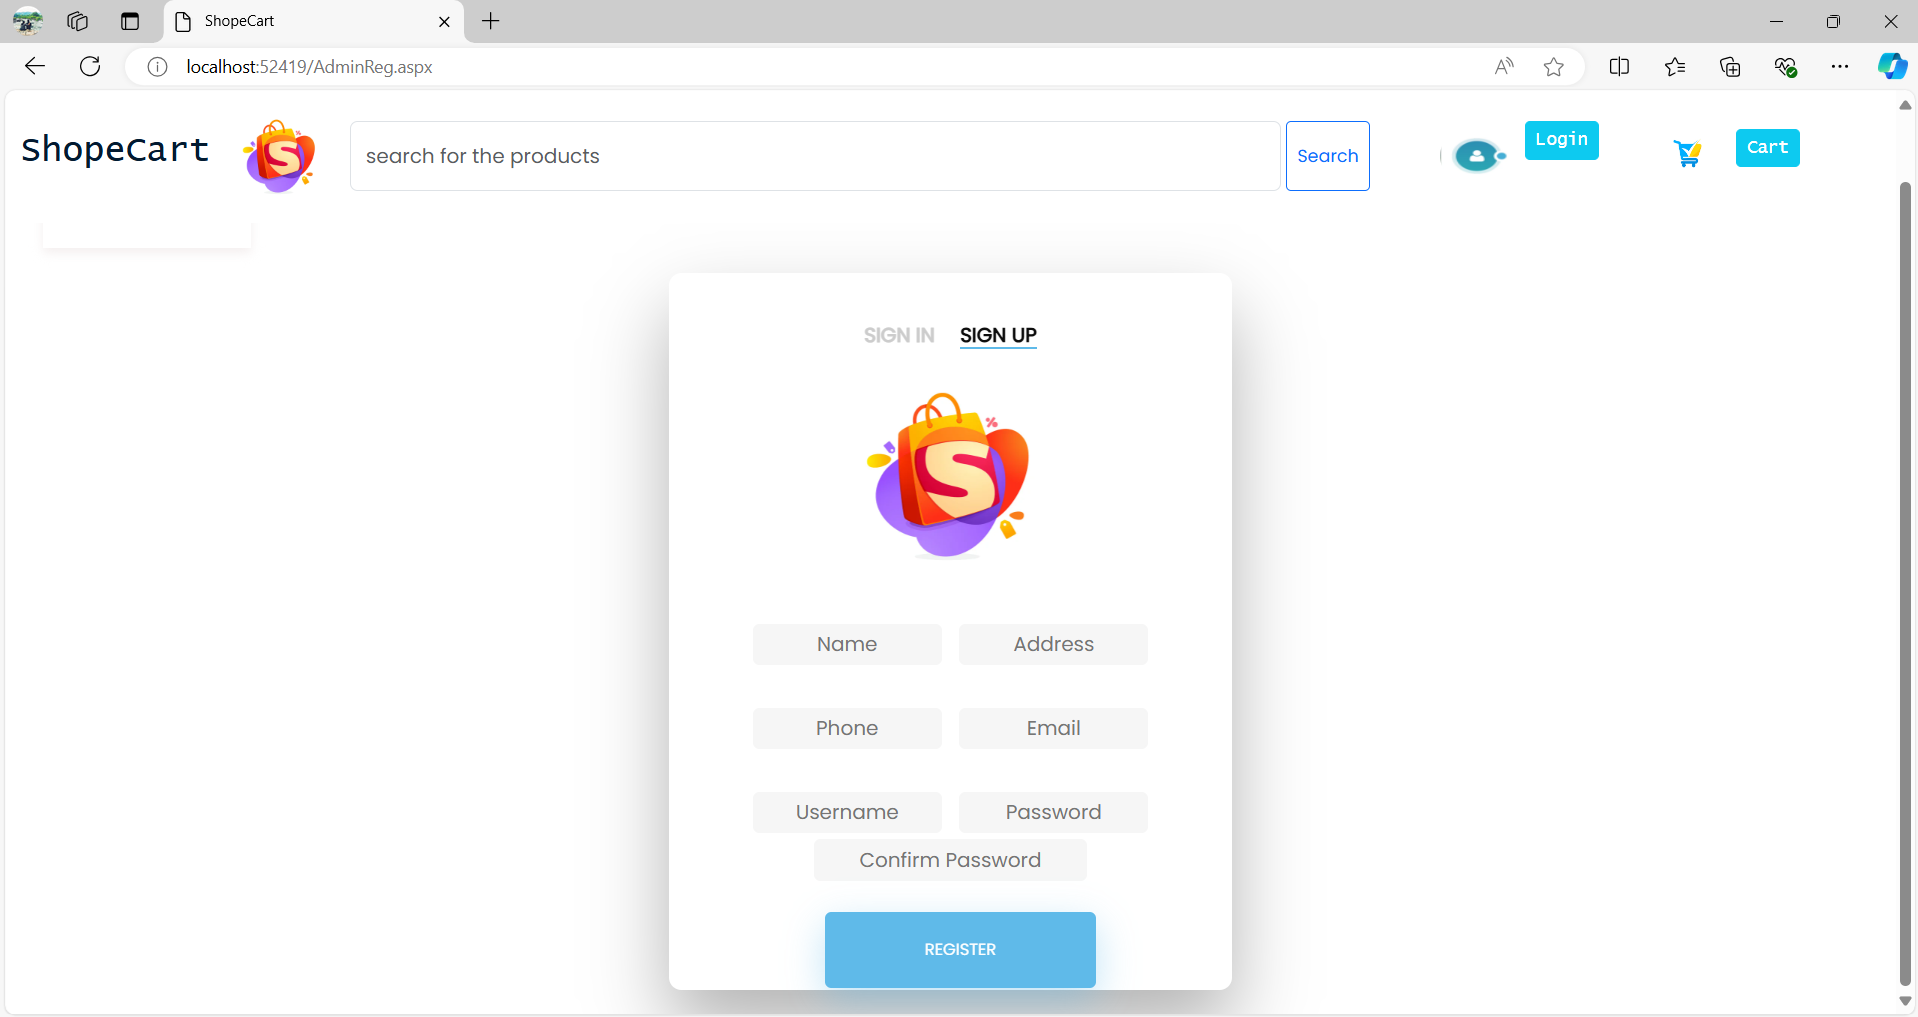 ShopeCart
localhost:52419/AdminReg.aspx
ShopeCart
S
search for the products
Search
Login
Cart
SIGN IN SIGN UP
S
%
Name Address
Phone Email
Username Password
Confirm Password
REGISTER